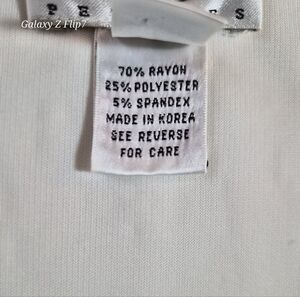 Galaxy Z Flip7
S
70% RAYON
25% POLYESTER
5% SPANDEX
MADE IN KOREA
SEE REVERSE
FOR CARE